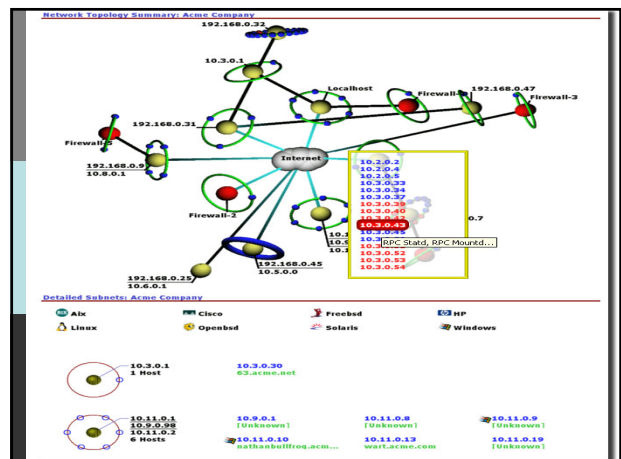 Network Topology Summary: Acme Company
192.168.0.32
10.3.0.1
Localhost
192.168.0.47
Firewall-3
192.168.0.31
Firewall-5
Internet
192.168.0.9
10.8.0.1
Firewall-2
10.2.0.2
10.2.0.4
10.2.0.5
10.3.0.33
10.3.0.34
10.3.0.37
10.3.0.39
10.3.0.40
10.3.0.43
10.3.0.45
RPC Statd, RPC Mountd...
10.3.0.52
10.3.0.53
10.3.0.54
0.7
192.168.0.45
10.5.0.0
192.168.0.25
10.6.0.1
Detailed Subnets: Acme Company
Aix
Cisco
Freebsd
HP
Linux
Openbsd
Solaris
Windows
10.3.0.1
1 Host
10.3.0.30
63.acme.net
10.11.0.1
10.9.0.98
10.11.0.2
6 Hosts
10.9.0.1
[Unknown]
10.11.0.8
[Unknown]
10.11.0.9
[Unknown]
10.11.0.10
nathanbullfrog.acm...
10.11.0.13
wart.acme.com
10.11.0.19
[Unknown]